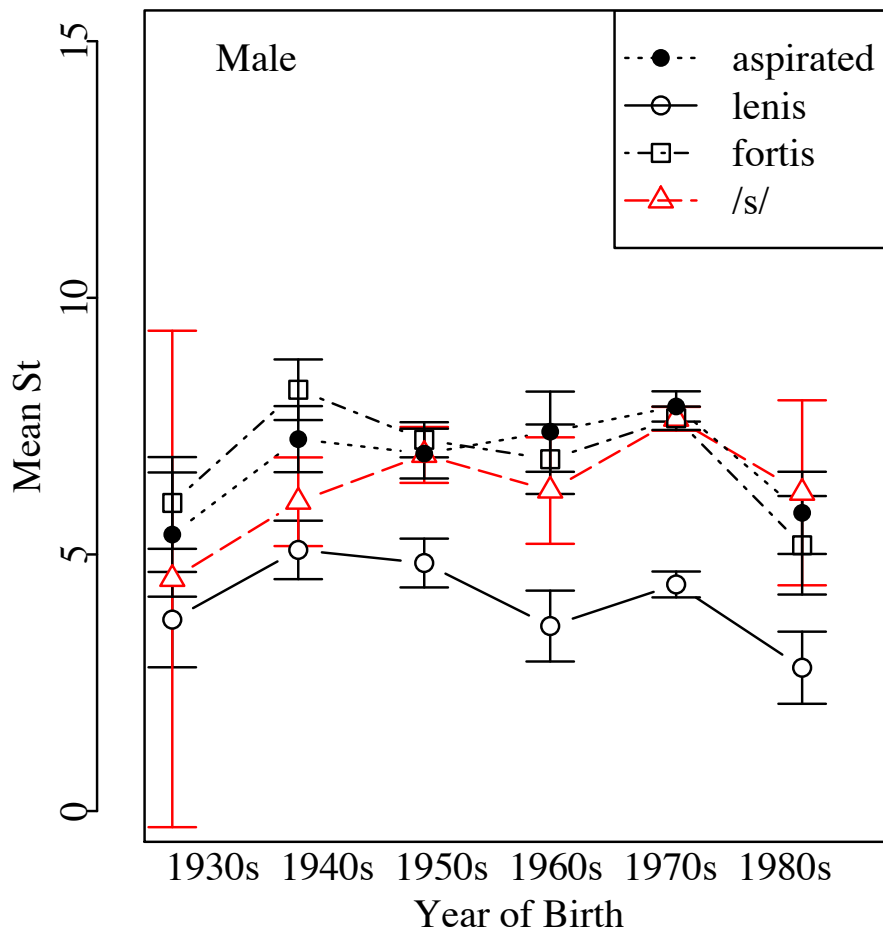 Male
aspirated
lenis
fortis
/s/
15
10
5
0
Mean St
1930s 1940s 1950s 1960s 1970s 1980s
Year of Birth